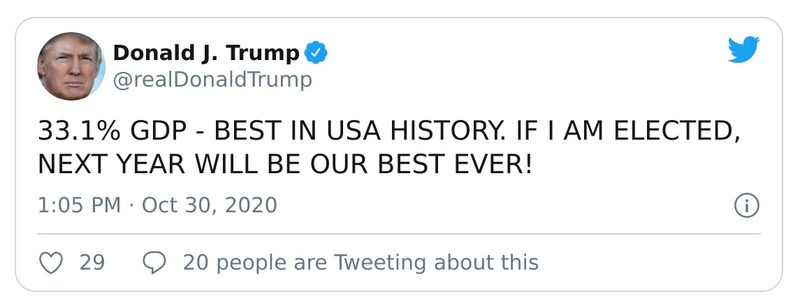 Donald J. Trump
@realDonaldTrump
33.1% GDP - BEST IN USA HISTORY. IF I AM ELECTED,
NEXT YEAR WILL BE OUR BEST EVER!
1:05 PM · Oct 30, 2020
29 20 people are Tweeting about this